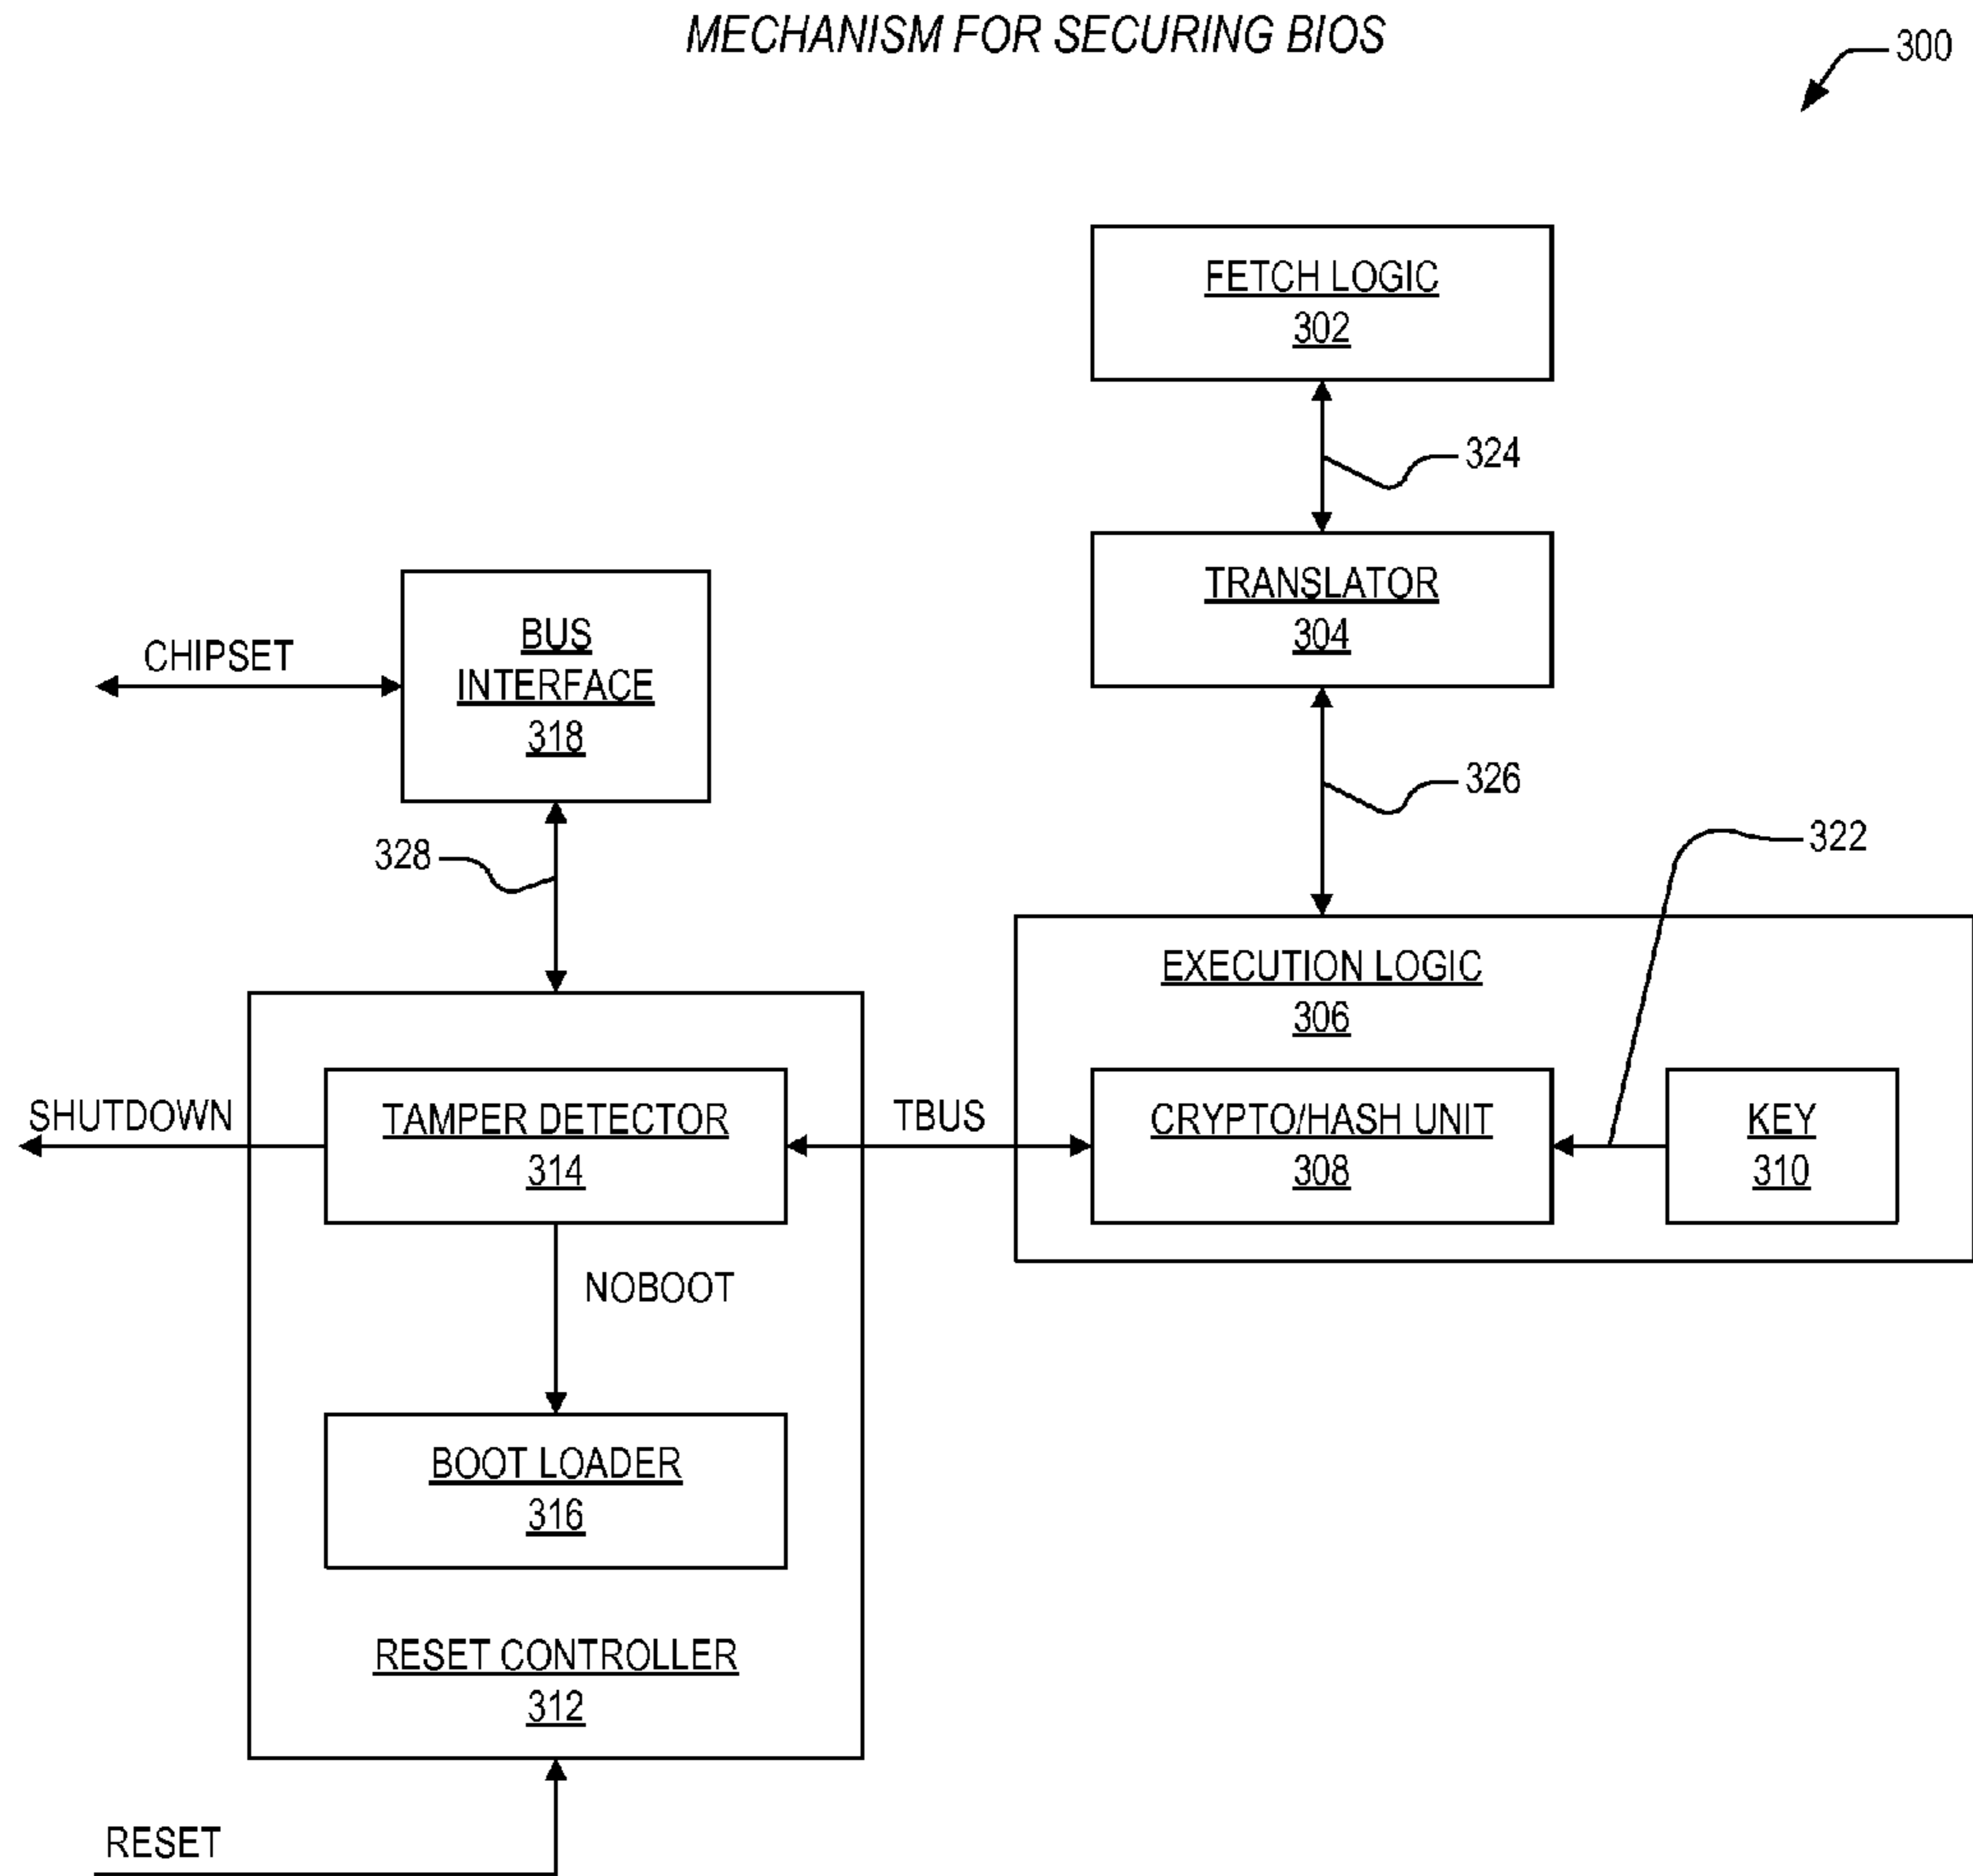 MECHANISM FOR SECURING BIOS
300
FETCH LOGIC
302
324
TRANSLATOR
304
BUS
INTERFACE
318
CHIPSET
326
328
322
EXECUTION LOGIC
306
SHUTDOWN
TAMPER DETECTOR
314
TBUS
CRYPTO/HASH UNIT
308
KEY
310
NOBOOT
BOOT LOADER
316
RESET CONTROLLER
312
RESET